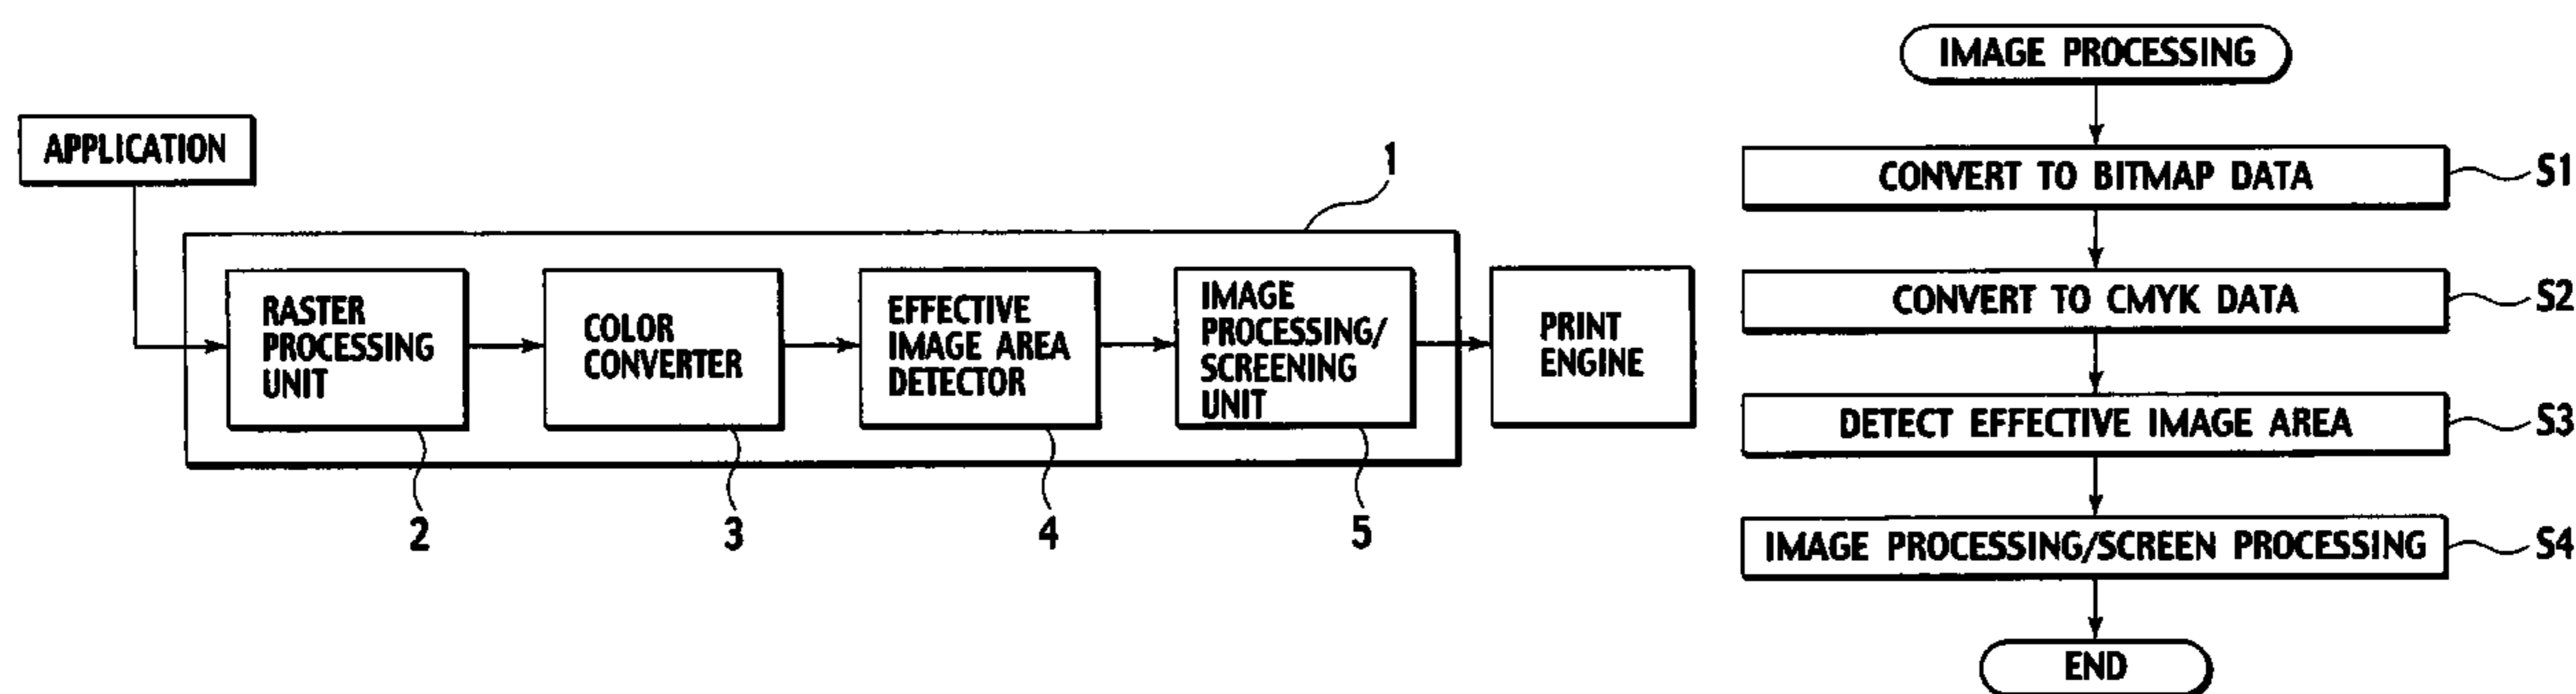 APPLICATION
1
RASTER
PROCESSING
UNIT
COLOR
CONVERTER
EFFECTIVE
IMAGE AREA
DETECTOR
IMAGE
PROCESSING/
SCREENING
UNIT
PRINT
ENGINE
2
3
4
5
IMAGE PROCESSING
CONVERT TO BITMAP DATA
S1
CONVERT TO CMYK DATA
S2
DETECT EFFECTIVE IMAGE AREA
S3
IMAGE PROCESSING/SCREEN PROCESSING
S4
END